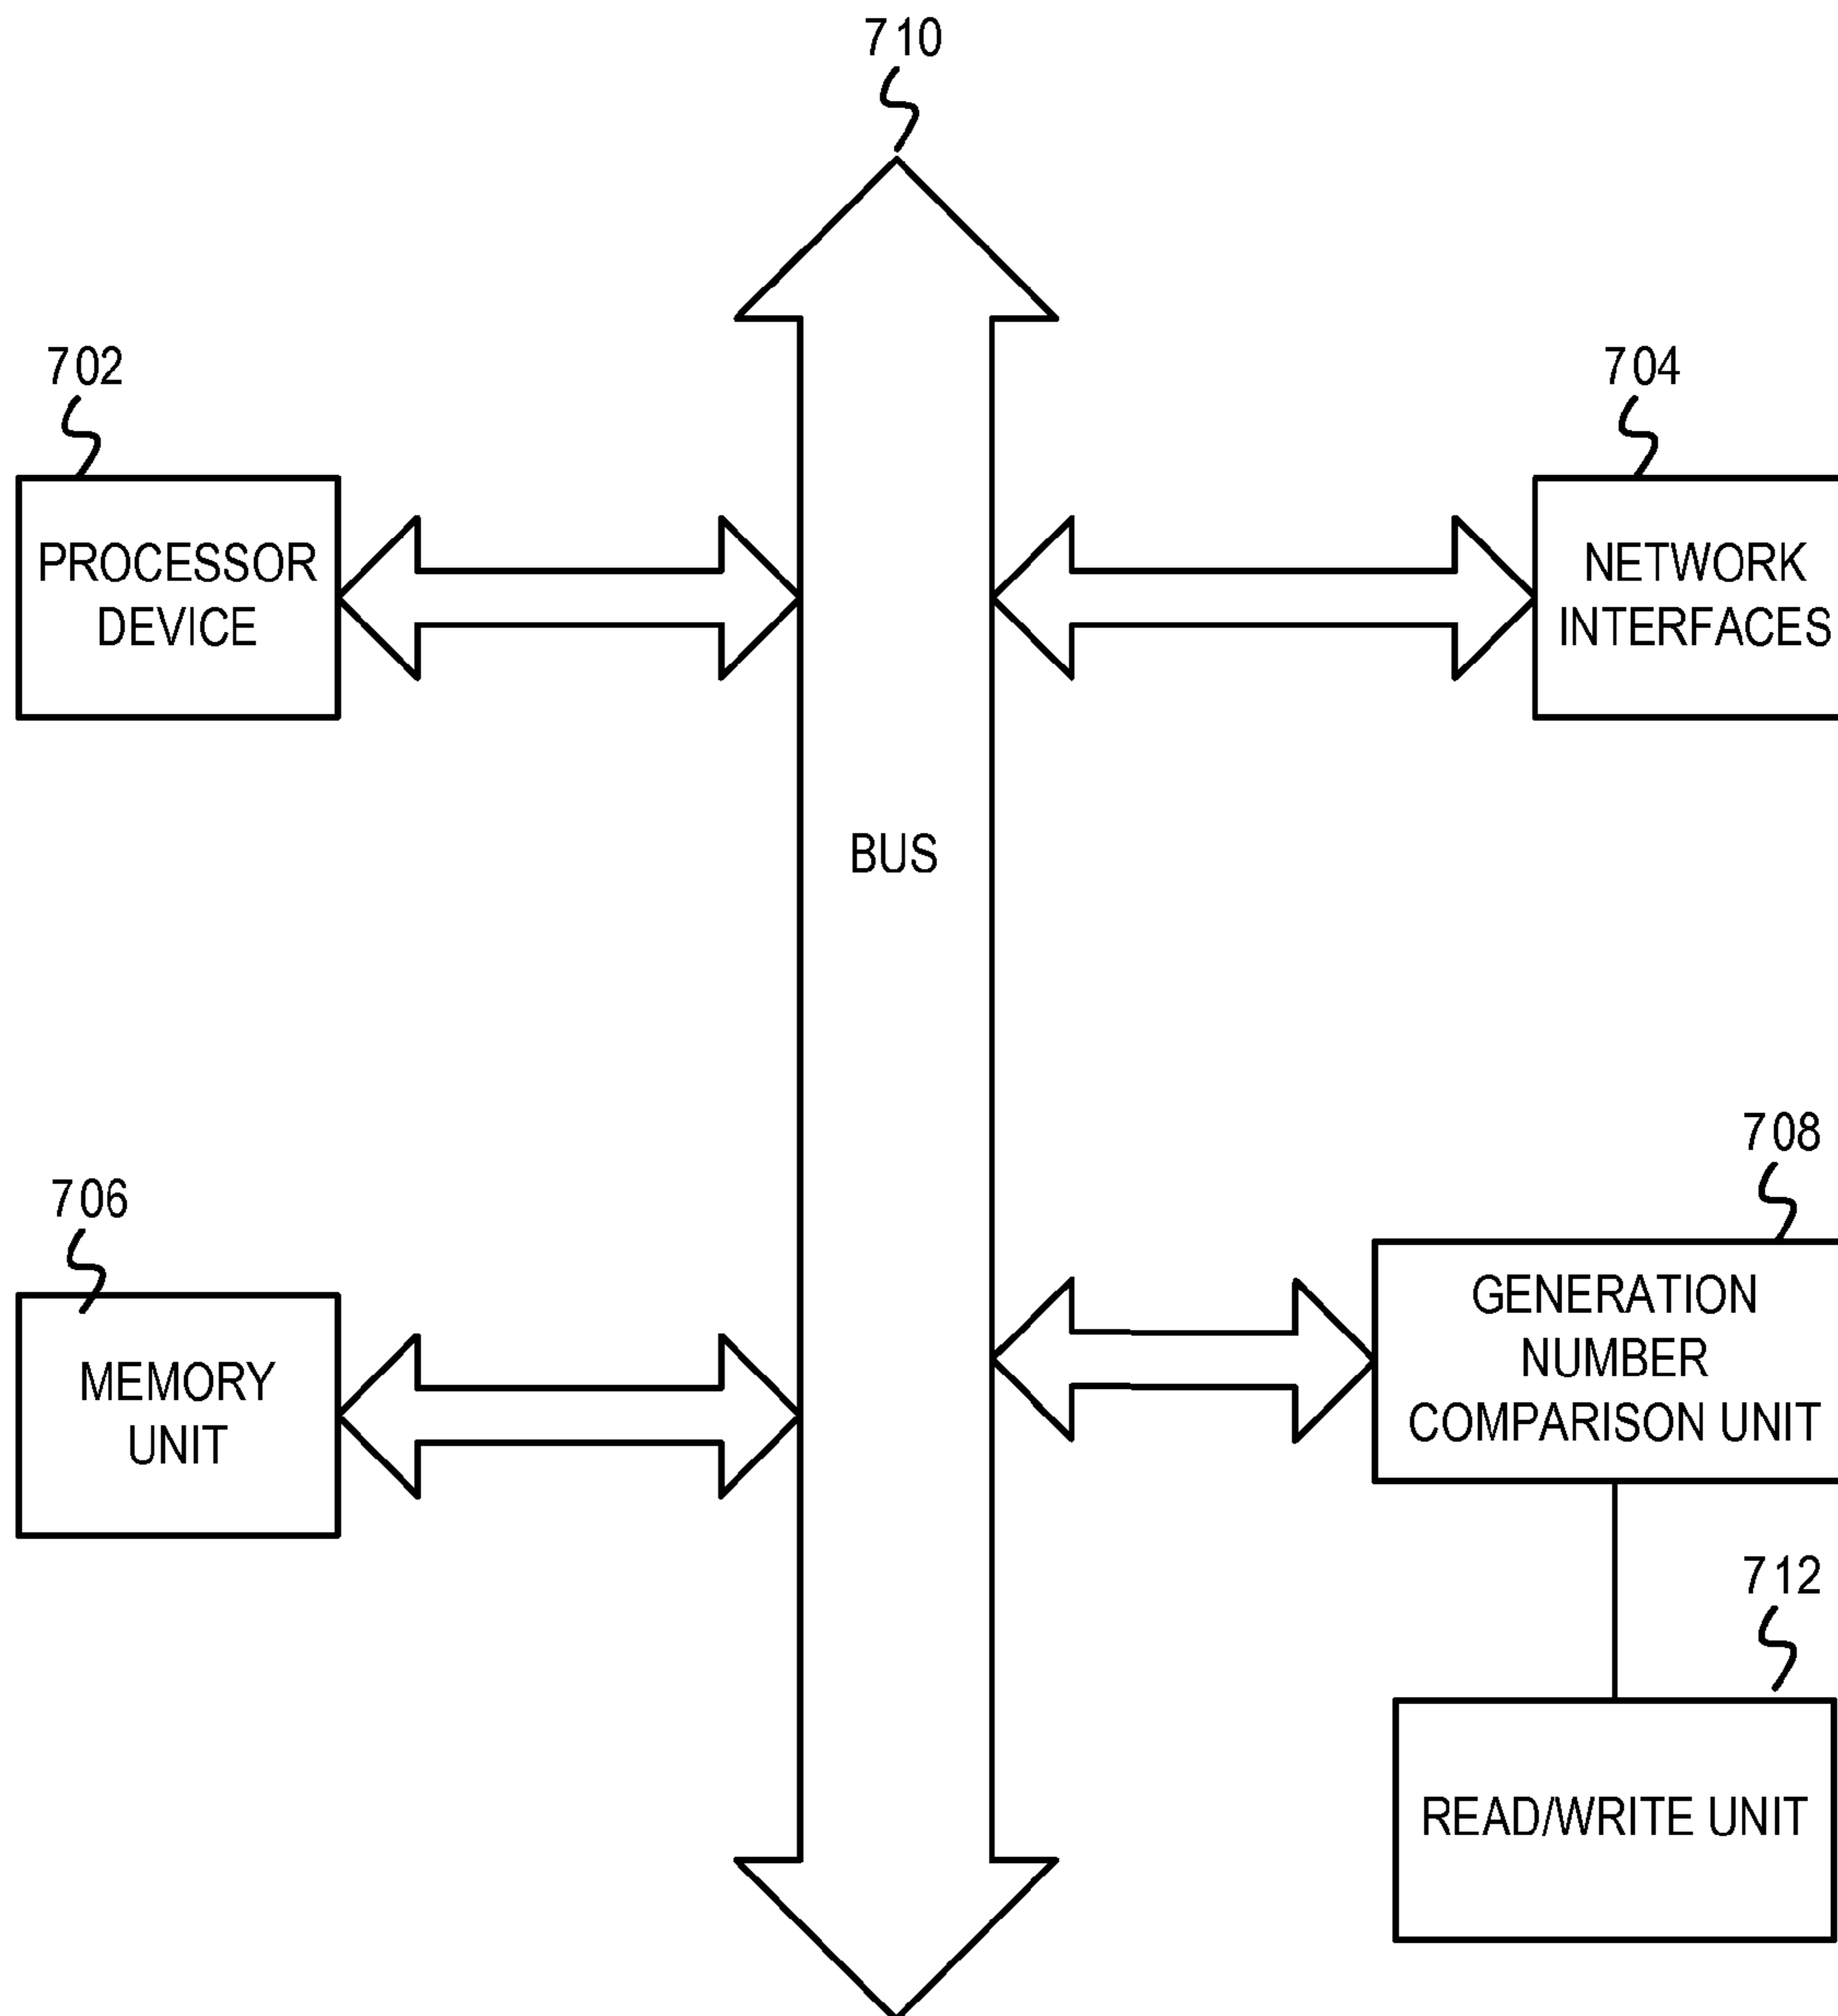 710
702
704
PROCESSOR
DEVICE
NETWORK
INTERFACES
BUS
706
708
MEMORY
UNIT
GENERATION
NUMBER
COMPARISON UNIT
712
READ/WRITE UNIT